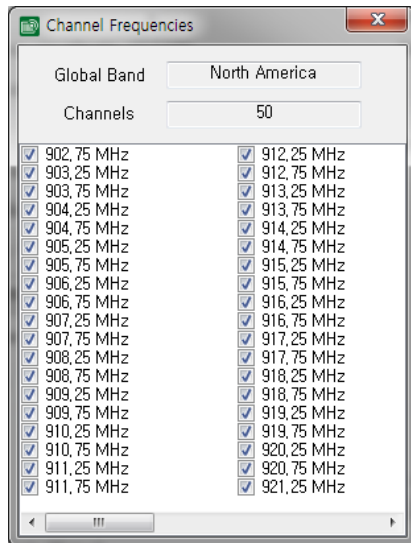 Channel Frequencies
Global Band North America
Channels 50
902,75 MHz 912,25 MHz
903,25 MHz 912,75 MHz
903,75 MHz 913,25 MHz
904,25 MHz 913,75 MHz
904,75 MHz 914,25 MHz
905,25 MHz 914,75 MHz
905,75 MHz 915,25 MHz
906,25 MHz 915,75 MHz
906,75 MHz 916,25 MHz
907,25 MHz 916,75 MHz
907,75 MHz 917,25 MHz
908,25 MHz 917,75 MHz
908,75 MHz 918,25 MHz
909,25 MHz 918,75 MHz
909,75 MHz 919,25 MHz
910,25 MHz 919,75 MHz
910,75 MHz 920,25 MHz
911,25 MHz 920,75 MHz
911,75 MHz 921,25 MHz